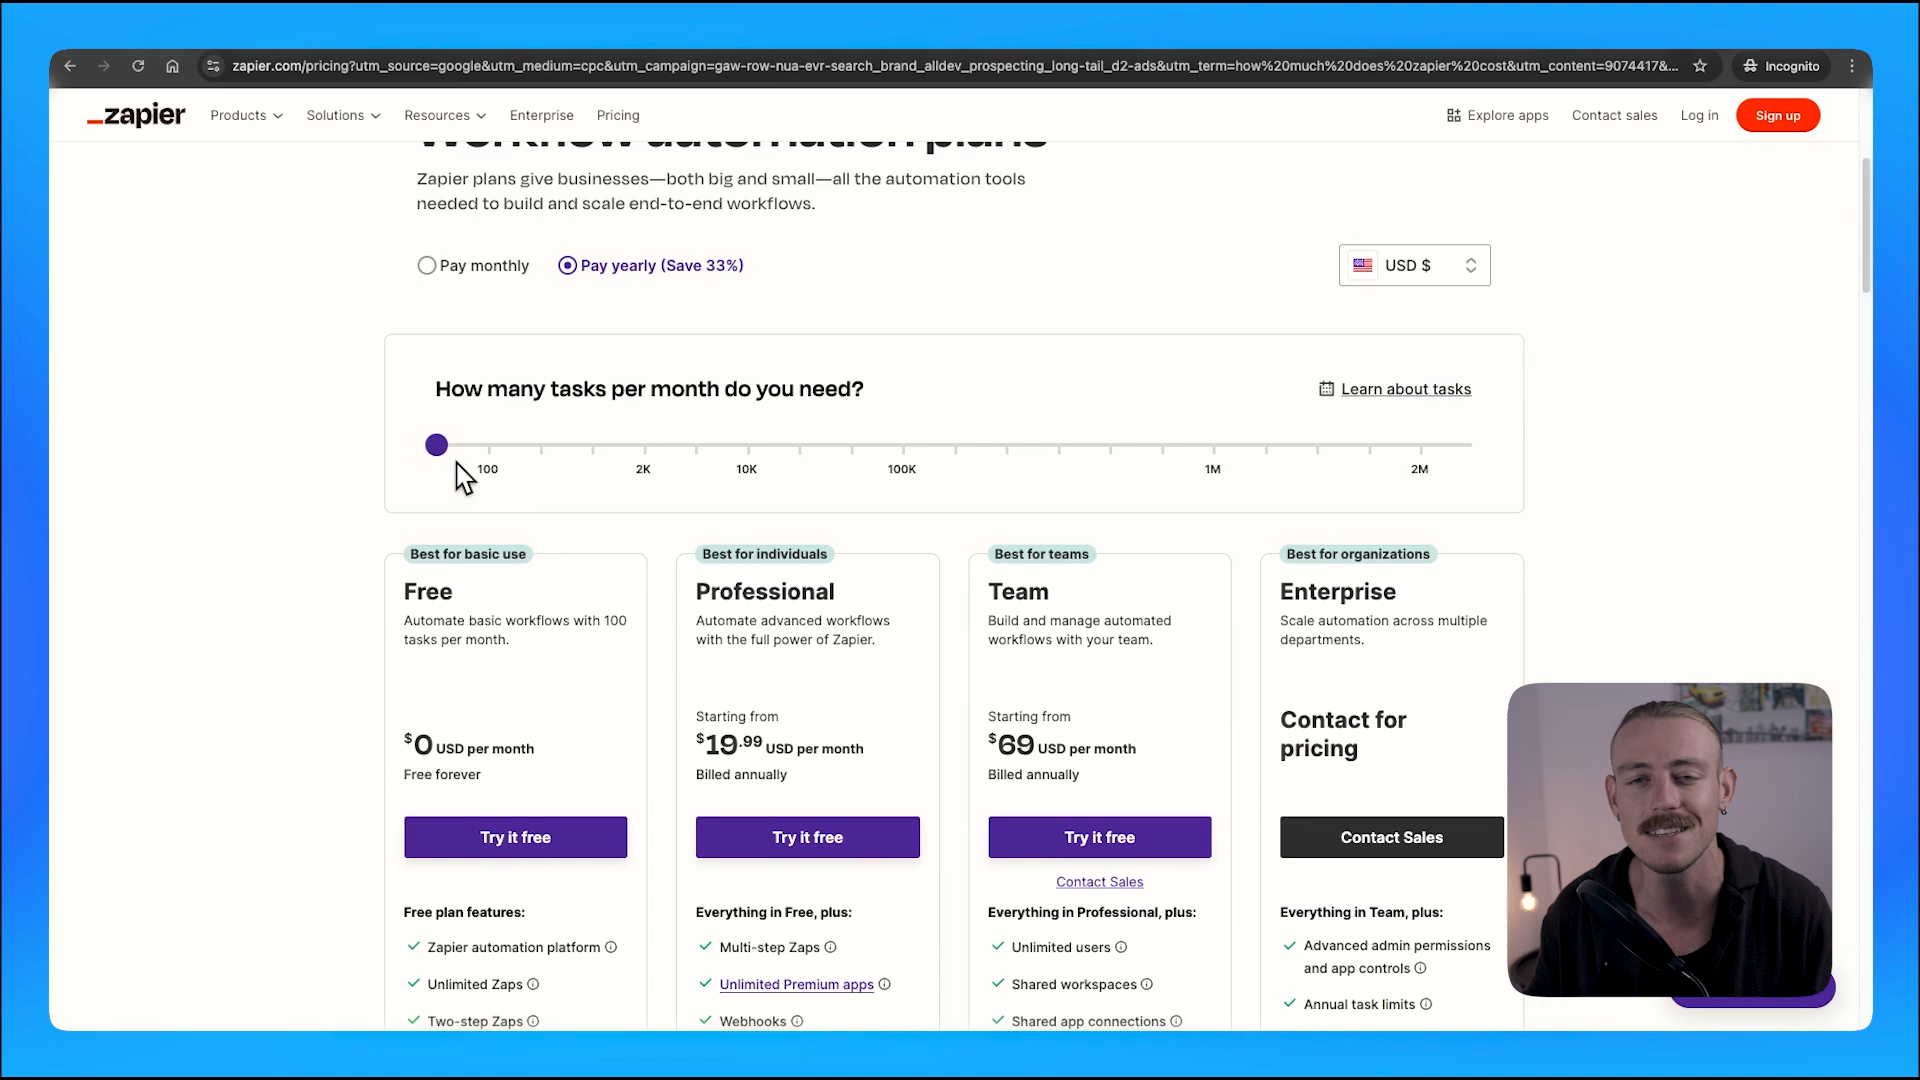 zapier.com/pricing?utm_source=google&utm_medium=cpc&utm_campaign=gaw-row-nua-evr-search_brand_alldev_prospecting_long-tail_d2-ads&utm_term=how%20much%20does%20zapier%20cost&utm_content=9074417&...
Incognito
zapier
Products
Solutions
Resources
Enterprise
Pricing
Explore apps
Contact sales
Log in
Sign up
Workflow automation plans
Zapier plans give businesses—both big and small—all the automation tools
needed to build and scale end-to-end workflows.
Pay monthly
Pay yearly (Save 33%)
USD $
How many tasks per month do you need?
Learn about tasks
100
2K
10K
100K
1M
2M
Best for basic use
Free
Automate basic workflows with 100
tasks per month.
$0 USD per month
Free forever
Try it free
Free plan features:
Zapier automation platform
Unlimited Zaps
Two-step Zaps
Best for individuals
Professional
Automate advanced workflows
with the full power of Zapier.
Starting from
$19.99 USD per month
Billed annually
Try it free
Everything in Free, plus:
Multi-step Zaps
Unlimited Premium apps
Webhooks
Best for teams
Team
Build and manage automated
workflows with your team.
Starting from
$69 USD per month
Billed annually
Try it free
Contact Sales
Everything in Professional, plus:
Unlimited users
Shared workspaces
Shared app connections
Best for organizations
Enterprise
Scale automation across multiple
departments.
Contact for
pricing
Contact Sales
Everything in Team, plus:
Advanced admin permissions
and app controls
Annual task limits